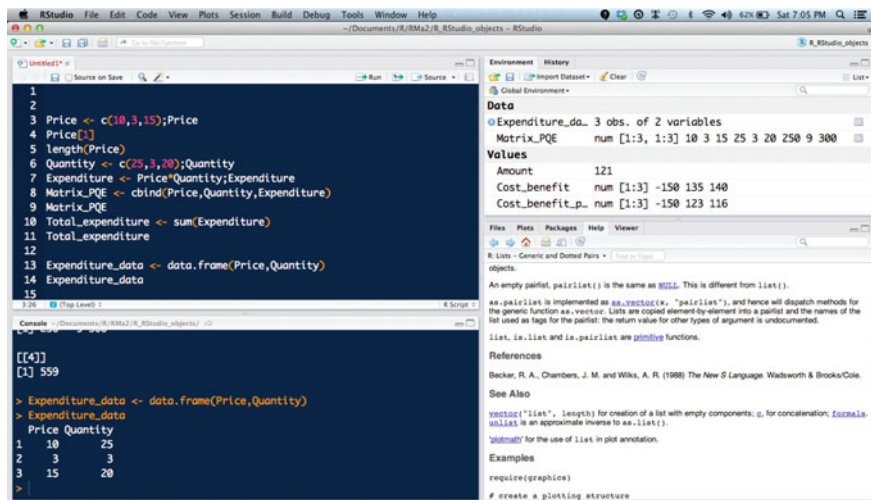 RStudio File Edit Code View Plots Session Build Debug Tools Window Help 62% Sat 7:05 PM
~/Documents/R/RMa2/R_RStudio_objects - RStudio
Go to file/function R_RStudio_objects
Untitled1*
Source on Save Run Source
1
2
3 Price <- c(10,3,15);Price
4 Price[1]
5 length(Price)
6 Quantity <- c(25,3,20);Quantity
7 Expenditure <- Price*Quantity;Expenditure
8 Matrix_PQE <- cbind(Price,Quantity,Expenditure)
9 Matrix_PQE
10 Total_expenditure <- sum(Expenditure)
11 Total_expenditure
12
13 Expenditure_data <- data.frame(Price,Quantity)
14 Expenditure_data
15
3:26 (Top Level) R Script
Console ~/Documents/R/RMa2/R_RStudio_objects/
[[4]]
[1] 559
> Expenditure_data <- data.frame(Price,Quantity)
> Expenditure_data
Price Quantity
1 10 25
2 3 3
3 15 20
>
Environment History
Import Dataset Clear List
Global Environment
Data
Expenditure_da… 3 obs. of 2 variables
Matrix_PQE num [1:3, 1:3] 10 3 15 25 3 20 250 9 300
Values
Amount 121
Cost_benefit num [1:3] -150 135 140
Cost_benefit_p… num [1:3] -150 123 116
Files Plots Packages Help Viewer
R: Lists – Generic and Dotted Pairs Find in Topic
objects.
An empty pairlist, pairlist() is the same as NULL. This is different from list().
as.pairlist is implemented as as.vector(x, "pairlist"), and hence will dispatch methods for
the generic function as.vector. Lists are copied element-by-element into a pairlist and the names of the
list used as tags for the pairlist: the return value for other types of argument is undocumented.
list, is.list and is.pairlist are primitive functions.
References
Becker, R. A., Chambers, J. M. and Wilks, A. R. (1988) The New S Language. Wadsworth & Brooks/Cole.
See Also
vector("list", length) for creation of a list with empty components; c, for concatenation; formals.
unlist is an approximate inverse to as.list().
'plotmath' for the use of list in plot annotation.
Examples
require(graphics)
# create a plotting structure